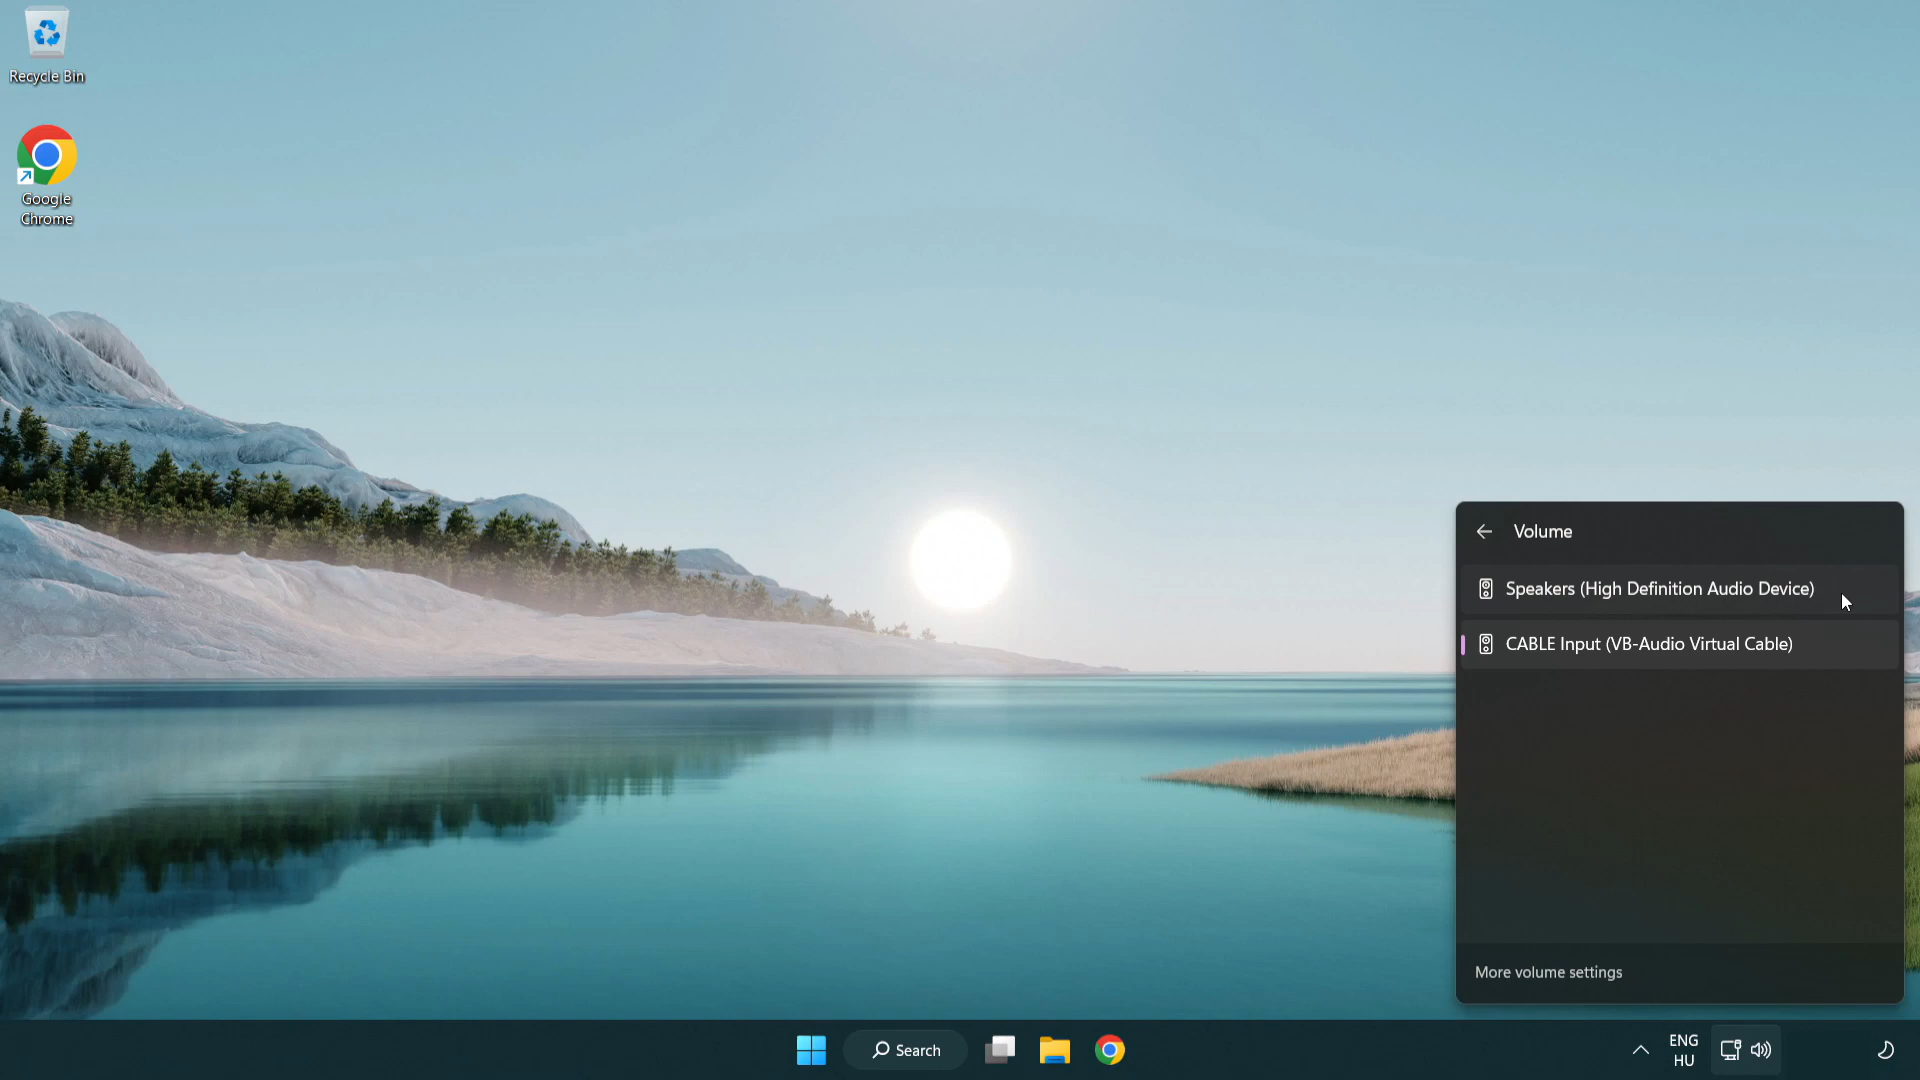 Recycle Bin
Google
Chrome
Volume
Speakers (High Definition Audio Device)
CABLE Input (VB-Audio Virtual Cable)
More volume settings
Search
ENG
HU